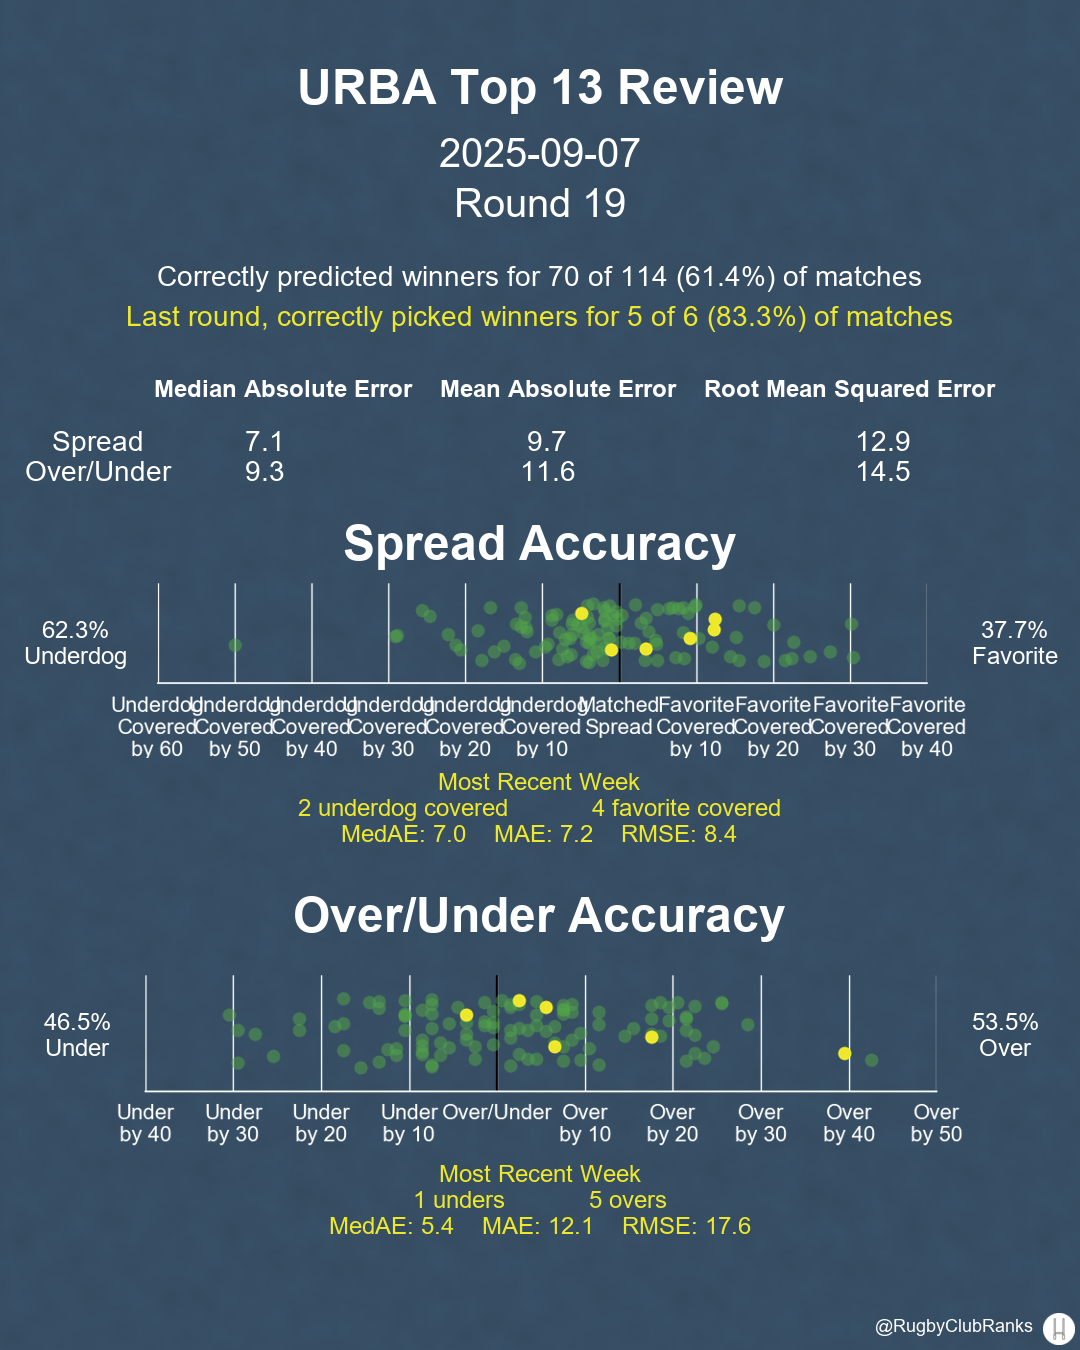 URBA Top 13 Review
2025-09-07
Round 19
Correctly predicted winners for 70 of 114 (61.4%) of matches
Last round, correctly picked winners for 5 of 6 (83.3%) of matches
Median Absolute Error Mean Absolute Error Root Mean Squared Error
Spread 7.1 9.7 12.9
Over/Under 9.3 11.6 14.5
Spread Accuracy
62.3%
Underdog
37.7%
Favorite
Underdog Underdog Underdog Underdog Underdog Underdog Matched Favorite Favorite Favorite Favorite
Covered Covered Covered Covered Covered Covered Spread Covered Covered Covered Covered
by 60 by 50 by 40 by 30 by 20 by 10 by 10 by 20 by 30 by 40
Most Recent Week
2 underdog covered 4 favorite covered
MedAE: 7.0 MAE: 7.2 RMSE: 8.4
Over/Under Accuracy
46.5%
Under
53.5%
Over
Under Under Under Under Over/Under Over Over Over Over Over
by 40 by 30 by 20 by 10 by 10 by 20 by 30 by 40 by 50
Most Recent Week
1 unders 5 overs
MedAE: 5.4 MAE: 12.1 RMSE: 17.6
@RugbyClubRanks